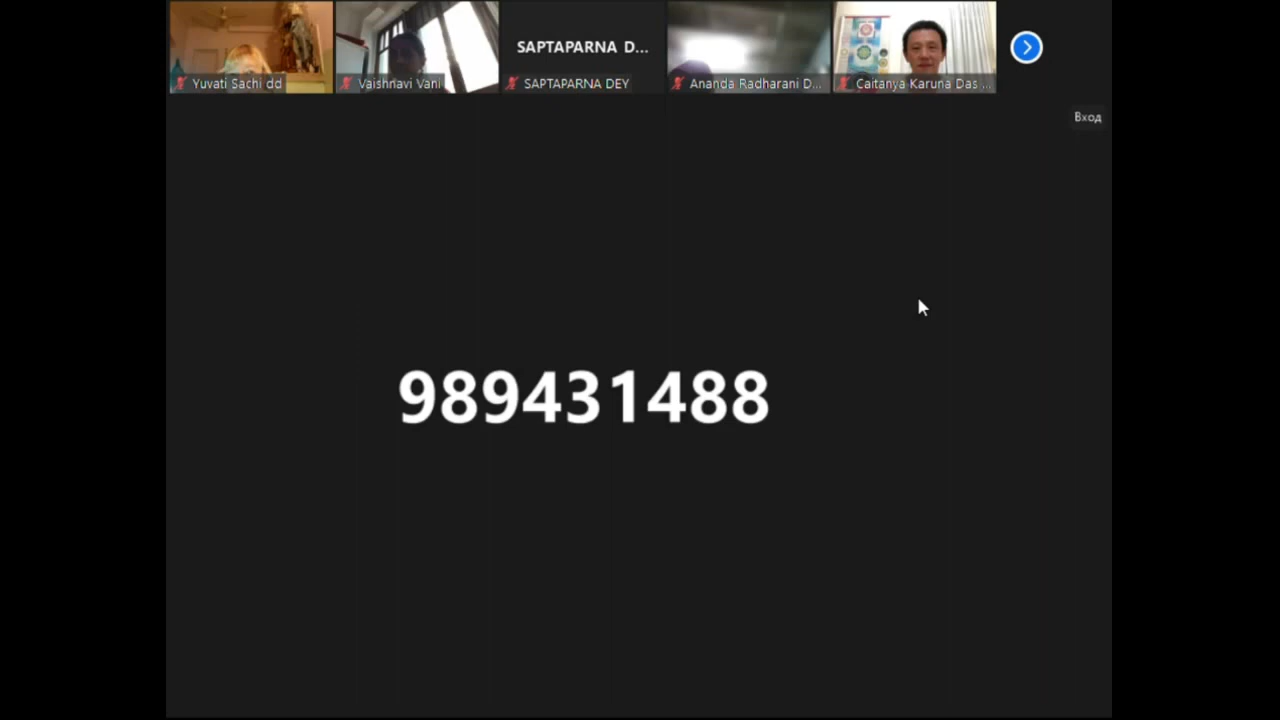 SAPTAPARNA D...
Yuvati Sachi dd
Vaishnavi Vani
SAPTAPARNA DEY
Ananda Radharani D...
Caitanya Karuna Das ...
Вход
989431488